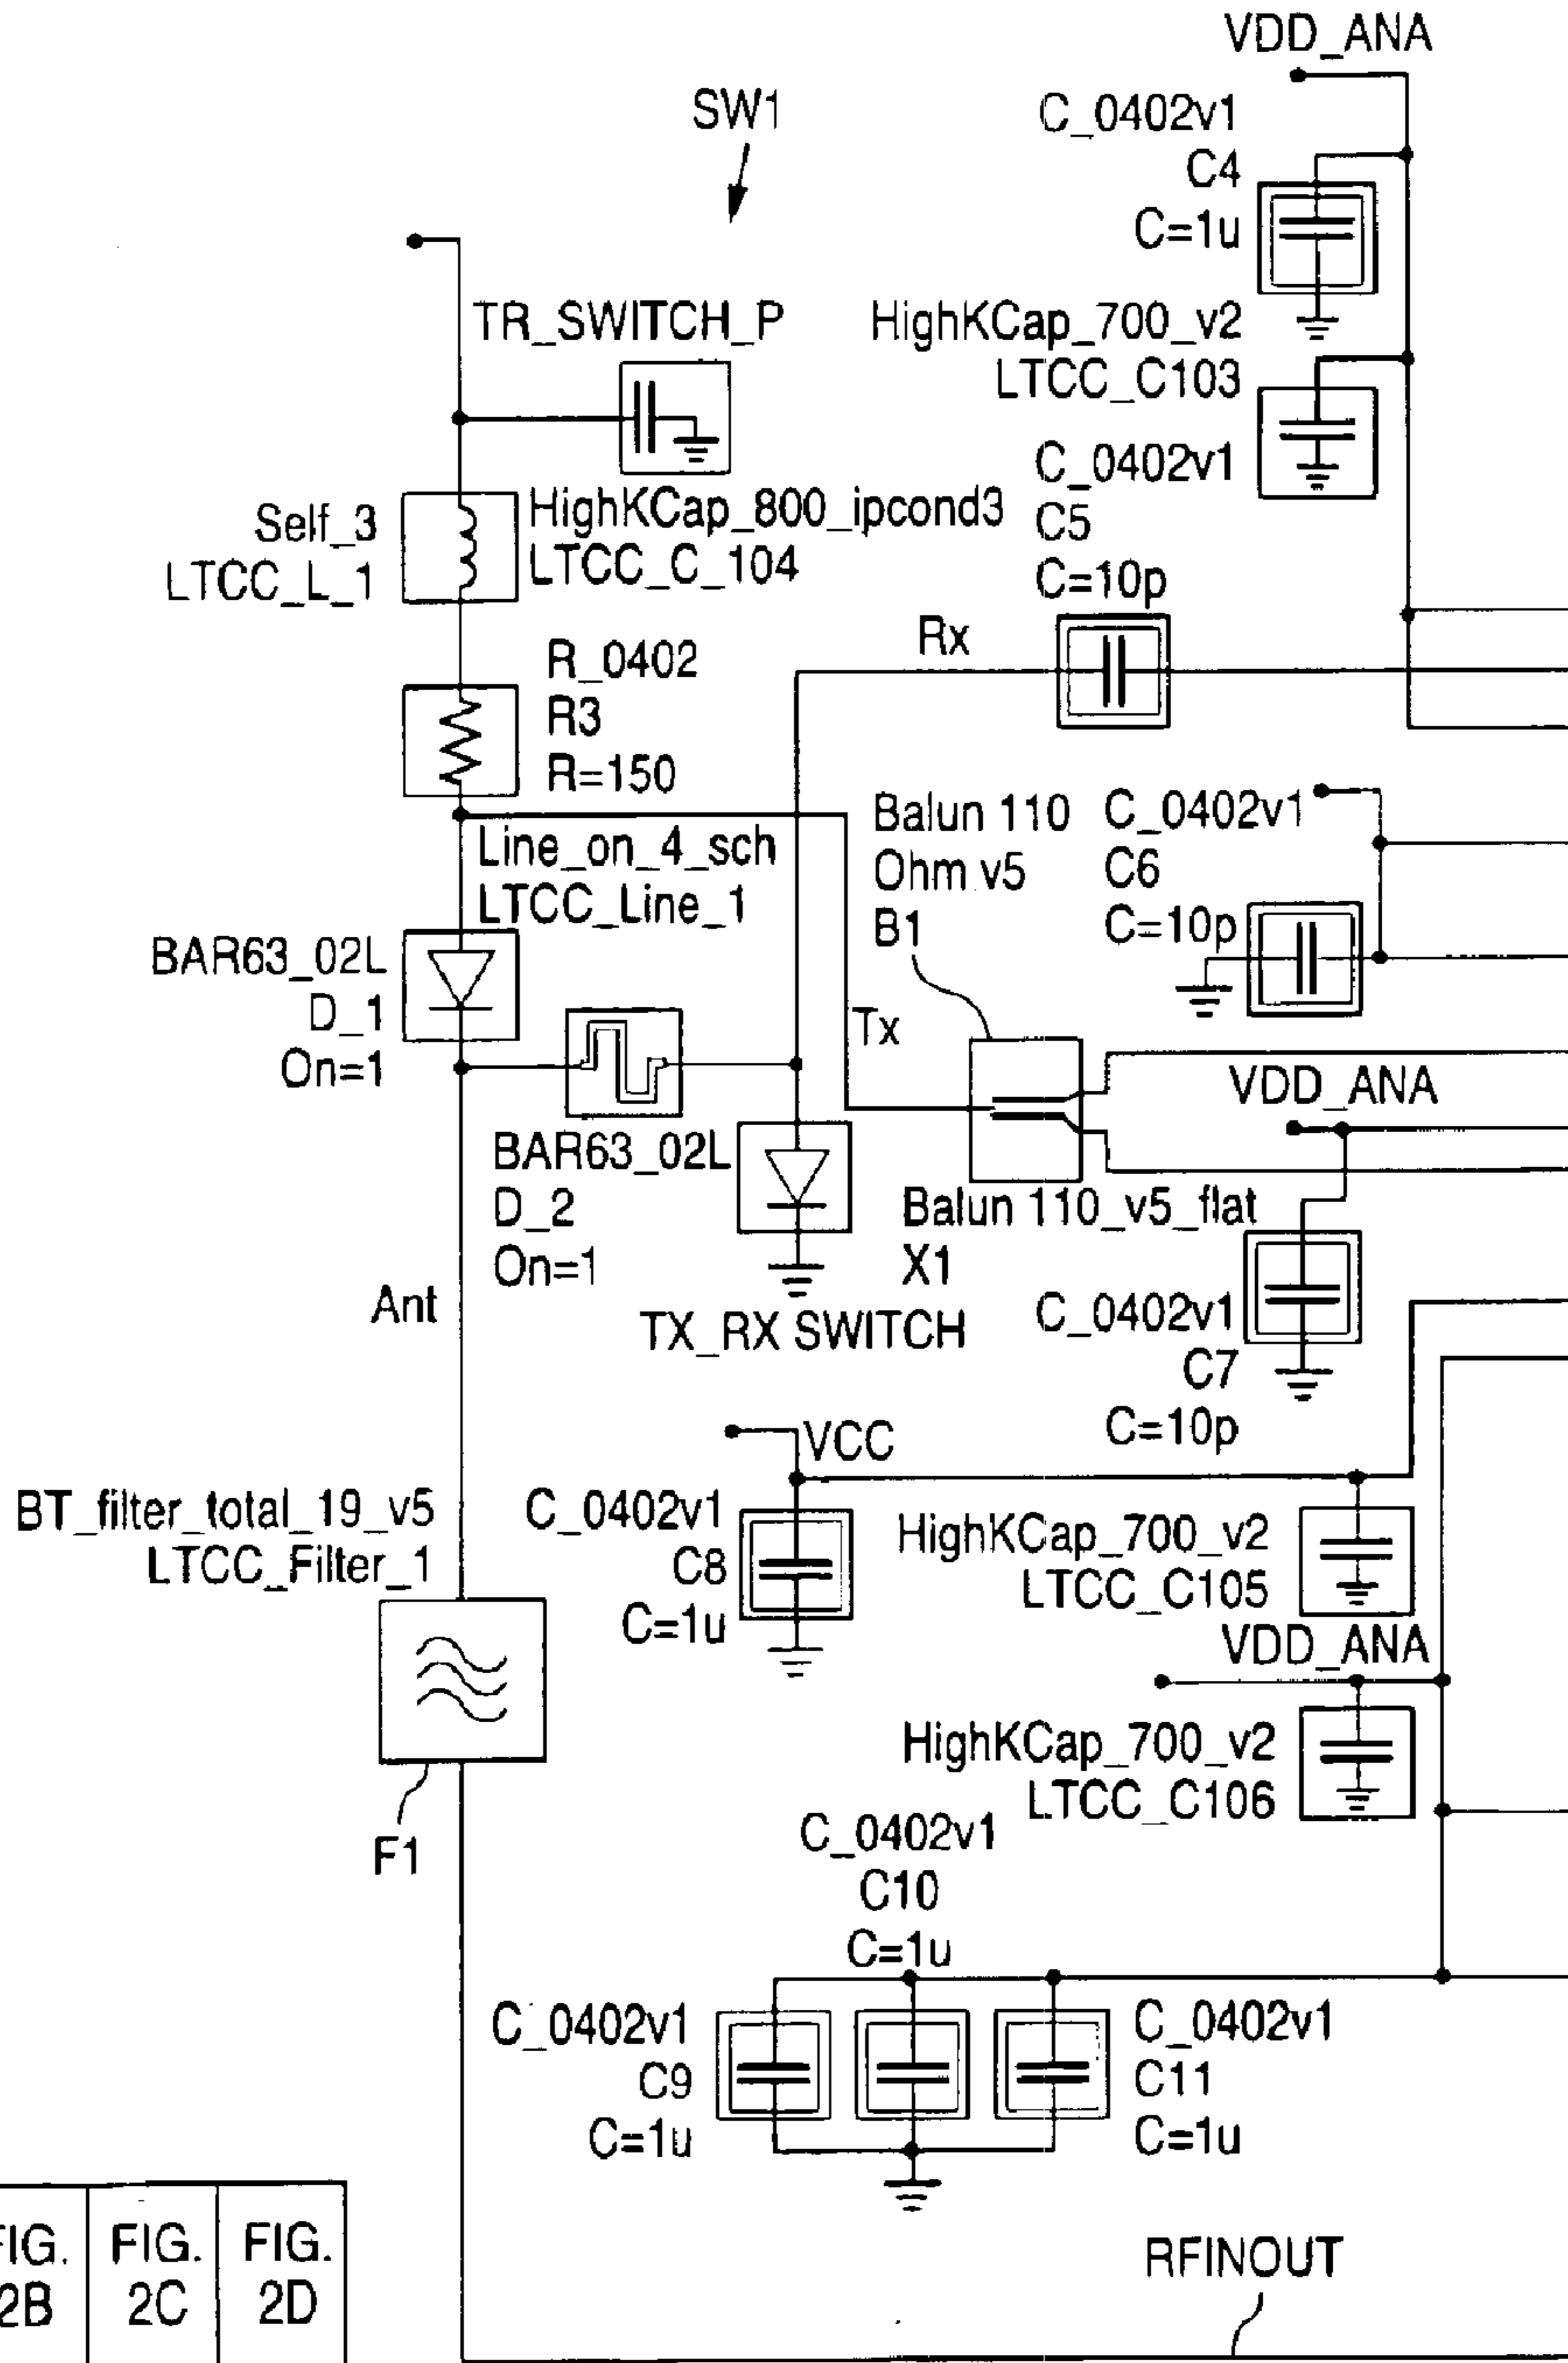 VDD_ANA
SW1
C_0402v1
C4
C=1u
TR_SWITCH_P
HighKCap_700_v2
LTCC_C103
Self_3
LTCC_L_1
HighKCap_800_ipcond3
LTCC_C_104
C_0402v1
C5
C=10p
Rx
R_0402
R3
R=150
Line_on_4_sch
LTCC_Line_1
Balun 110
Ohm v5
B1
C_0402v1
C6
C=10p
BAR63_02L
D_1
On=1
Tx
VDD_ANA
BAR63_02L
D_2
On=1
Balun 110_v5_flat
X1
Ant
TX_RX SWITCH
C_0402v1
C7
C=10p
VCC
BT_filter_total_19_v5
LTCC_Filter_1
C_0402v1
C8
C=1u
HighKCap_700_v2
LTCC_C105
VDD_ANA
HighKCap_700_v2
LTCC_C106
F1
C_0402v1
C10
C=1u
C_0402v1
C9
C=1u
C_0402v1
C11
C=1u
RFINOUT
FIG. FIG. FIG.
2B 2C 2D